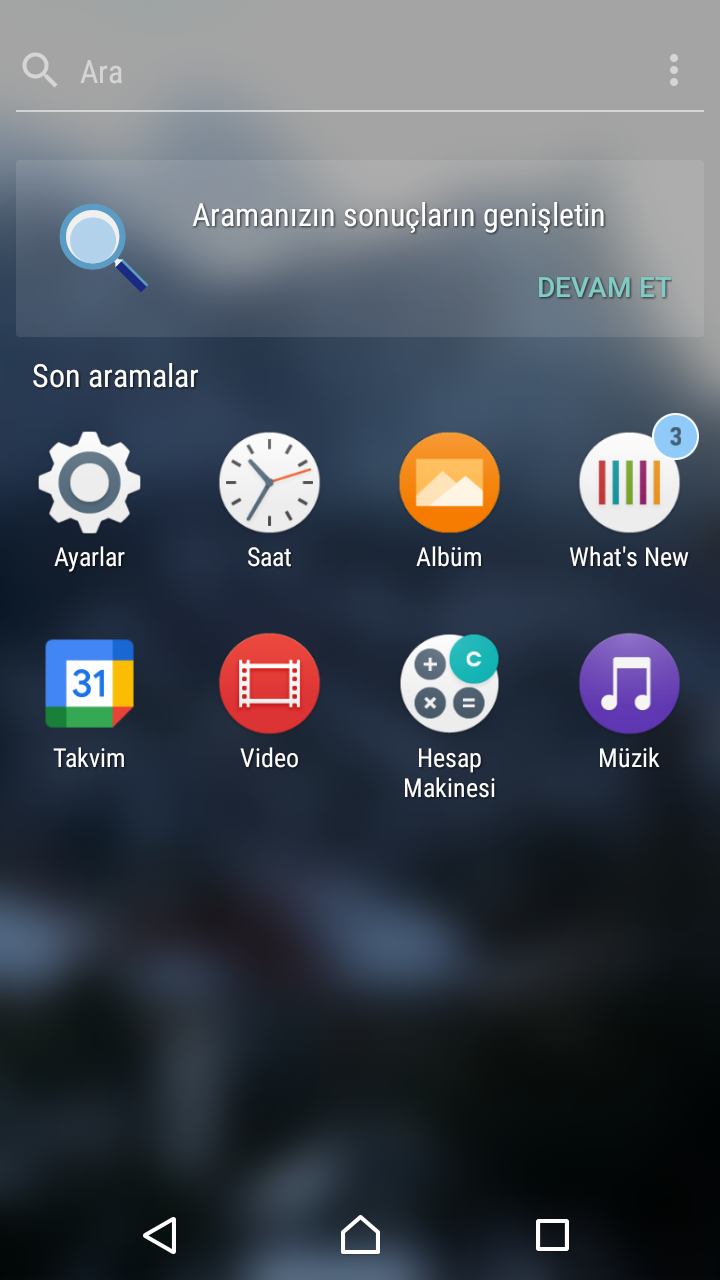 Ara
Aramanızın sonuçların genişletin
DEVAM ET
Son aramalar
3
Ayarlar
Saat
Albüm
What's New
31
C
Takvim
Video
Hesap
Makinesi
Müzik